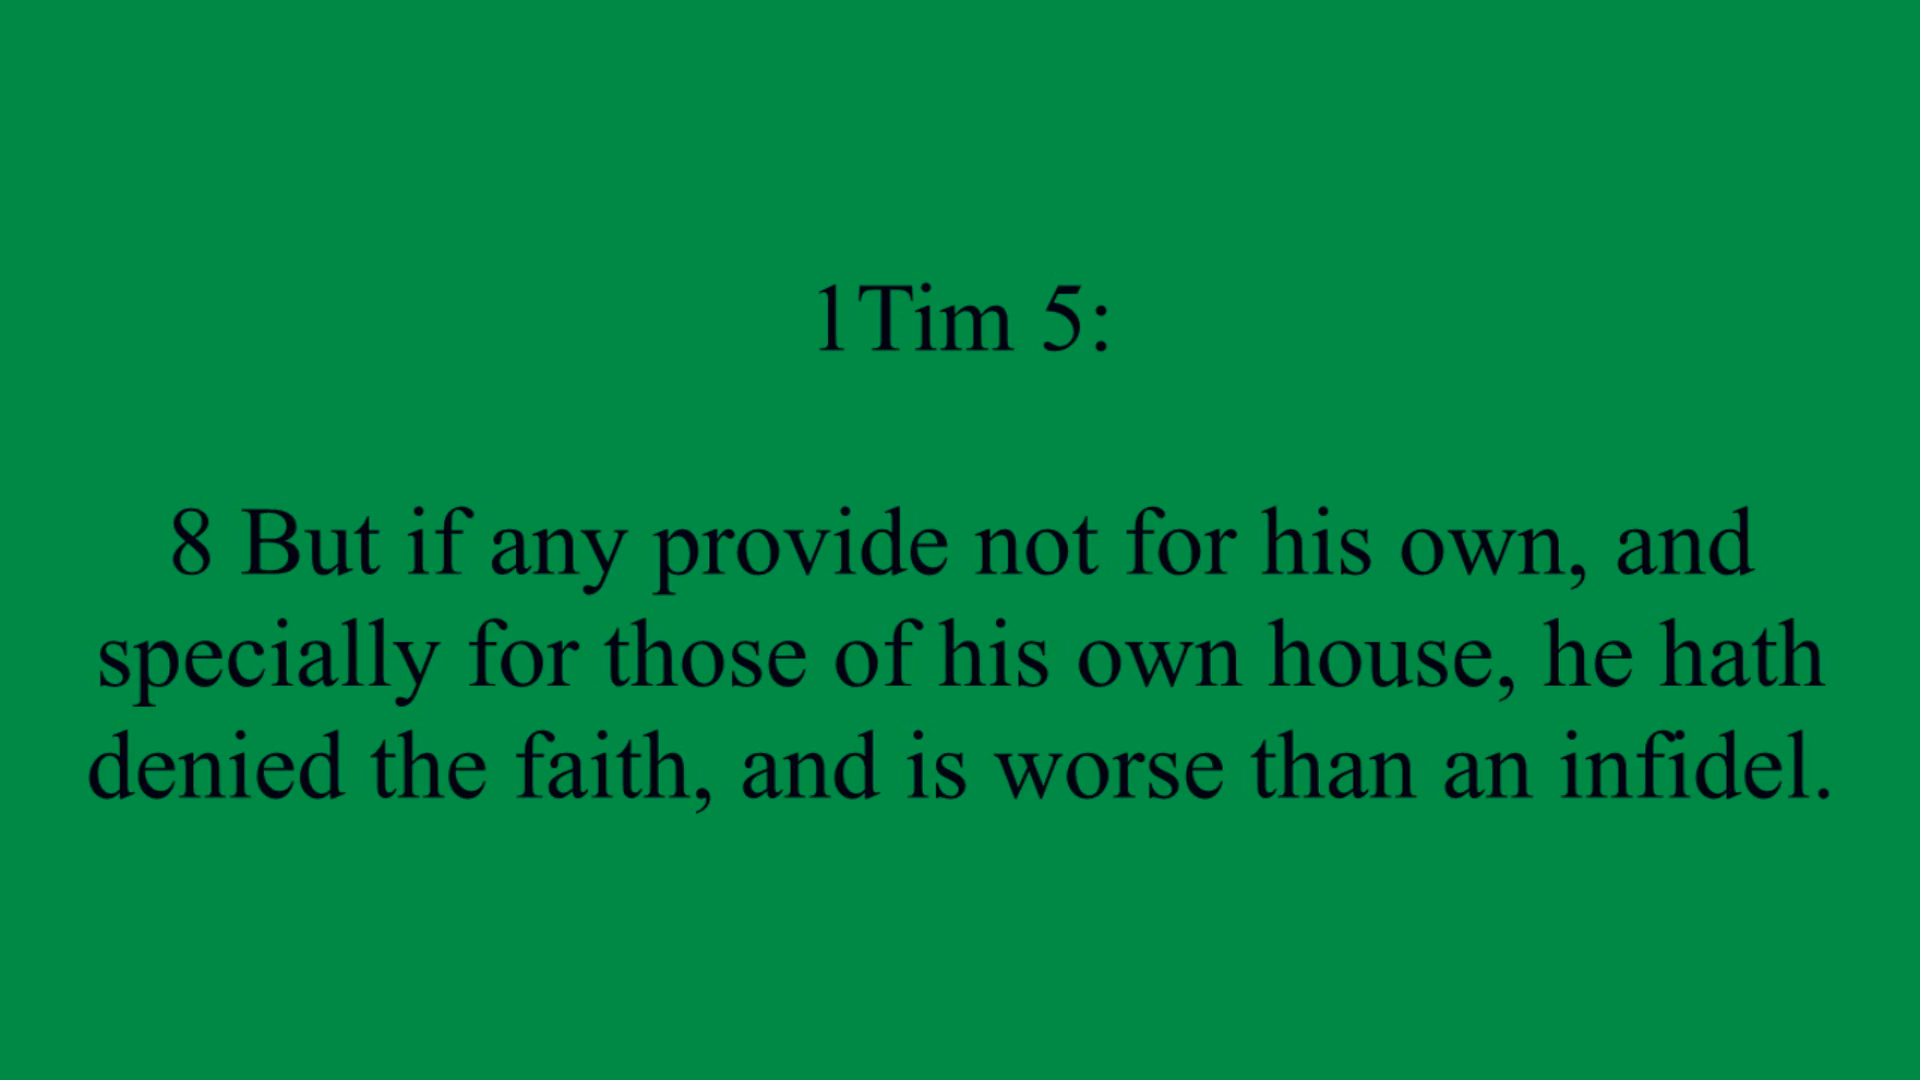 1Tim 5:
8 But if any provide not for his own, and
specially for those of his own house, he hath
denied the faith, and is worse than an infidel.